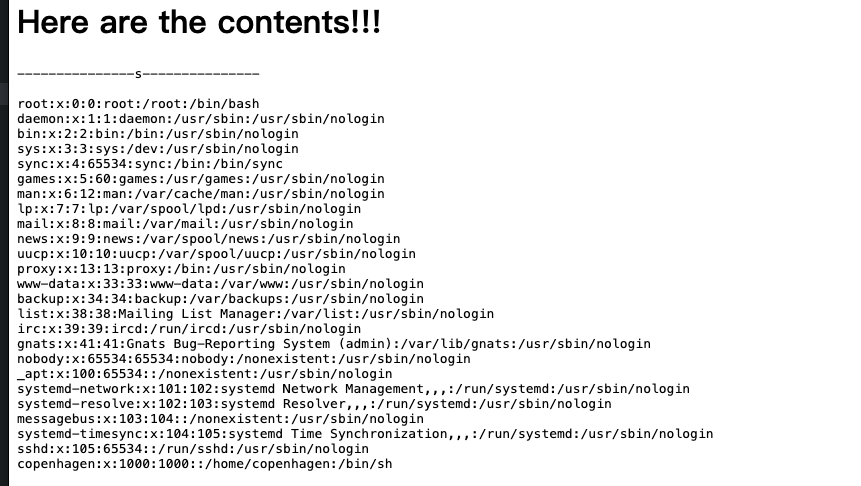 Here are the contents!!!
---------------s---------------
root:x:0:0:root:/root:/bin/bash
daemon:x:1:1:daemon:/usr/sbin:/usr/sbin/nologin
bin:x:2:2:bin:/bin:/usr/sbin/nologin
sys:x:3:3:sys:/dev:/usr/sbin/nologin
sync:x:4:65534:sync:/bin:/bin/sync
games:x:5:60:games:/usr/games:/usr/sbin/nologin
man:x:6:12:man:/var/cache/man:/usr/sbin/nologin
lp:x:7:7:lp:/var/spool/lpd:/usr/sbin/nologin
mail:x:8:8:mail:/var/mail:/usr/sbin/nologin
news:x:9:9:news:/var/spool/news:/usr/sbin/nologin
uucp:x:10:10:uucp:/var/spool/uucp:/usr/sbin/nologin
proxy:x:13:13:proxy:/bin:/usr/sbin/nologin
www-data:x:33:33:www-data:/var/www:/usr/sbin/nologin
backup:x:34:34:backup:/var/backups:/usr/sbin/nologin
list:x:38:38:Mailing List Manager:/var/list:/usr/sbin/nologin
irc:x:39:39:ircd:/run/ircd:/usr/sbin/nologin
gnats:x:41:41:Gnats Bug-Reporting System (admin):/var/lib/gnats:/usr/sbin/nologin
nobody:x:65534:65534:nobody:/nonexistent:/usr/sbin/nologin
_apt:x:100:65534::/nonexistent:/usr/sbin/nologin
systemd-network:x:101:102:systemd Network Management,,,:/run/systemd:/usr/sbin/nologin
systemd-resolve:x:102:103:systemd Resolver,,,:/run/systemd:/usr/sbin/nologin
messagebus:x:103:104::/nonexistent:/usr/sbin/nologin
systemd-timesync:x:104:105:systemd Time Synchronization,,,:/run/systemd:/usr/sbin/nologin
sshd:x:105:65534::/run/sshd:/usr/sbin/nologin
copenhagen:x:1000:1000::/home/copenhagen:/bin/sh